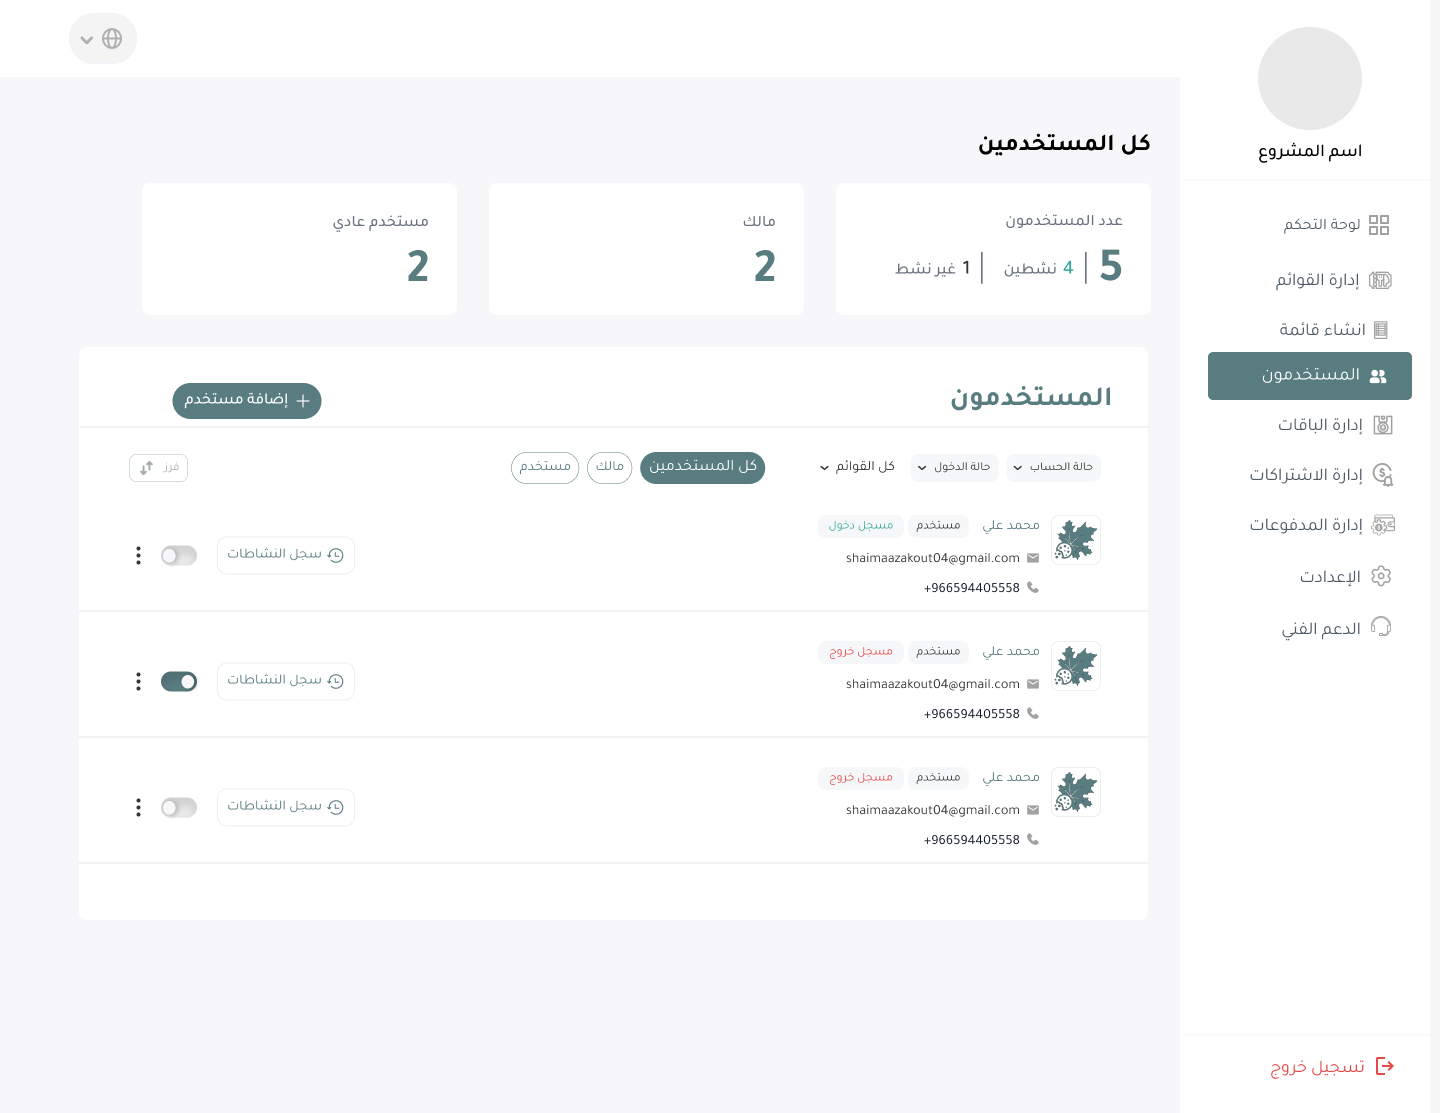 اسم المشروع
لوحة التحكم
إدارة القوائم
انشاء قائمة
المستخدمون
إدارة الباقات
إدارة الاشتراكات
إدارة المدفوعات
الإعدادت
الدعم الفني
تسجيل خروج
كل المستخدمين
عدد المستخدمون
5 4 نشطين 1 غير نشط
مالك
2
مستخدم عادي
2
المستخدمون
إضافة مستخدم
حالة الحساب حالة الدخول كل القوائم كل المستخدمين مالك مستخدم فرز
محمد علي مستخدم مسجل دخول
shaimaazakout04@gmail.com
+966594405558
سجل النشاطات
محمد علي مستخدم مسجل خروج
shaimaazakout04@gmail.com
+966594405558
سجل النشاطات
محمد علي مستخدم مسجل خروج
shaimaazakout04@gmail.com
+966594405558
سجل النشاطات